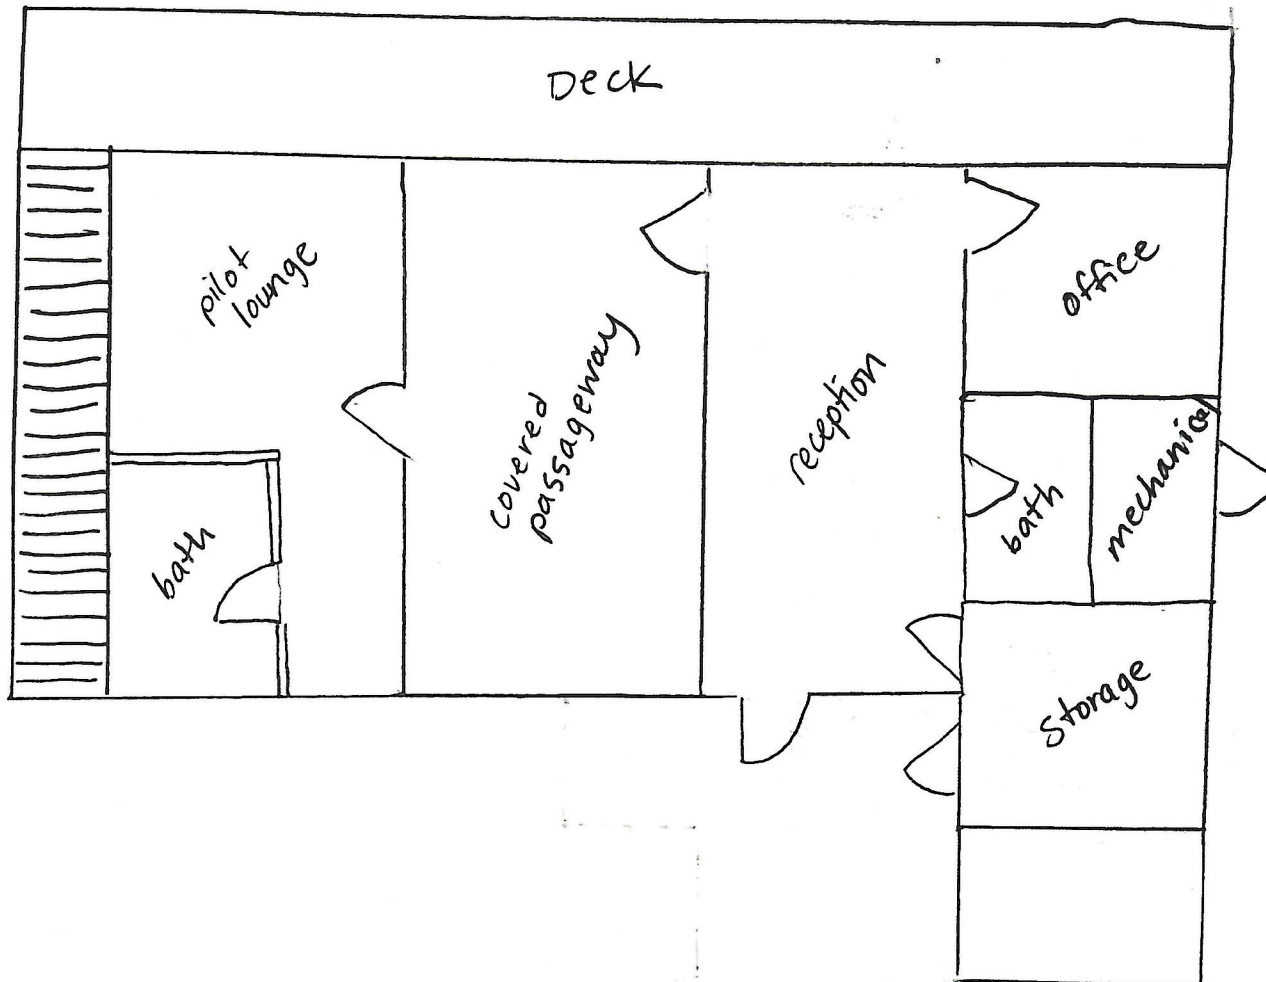 Deck
pilot
lounge
office
covered
passageway
reception
bath
mechanical
bath
storage